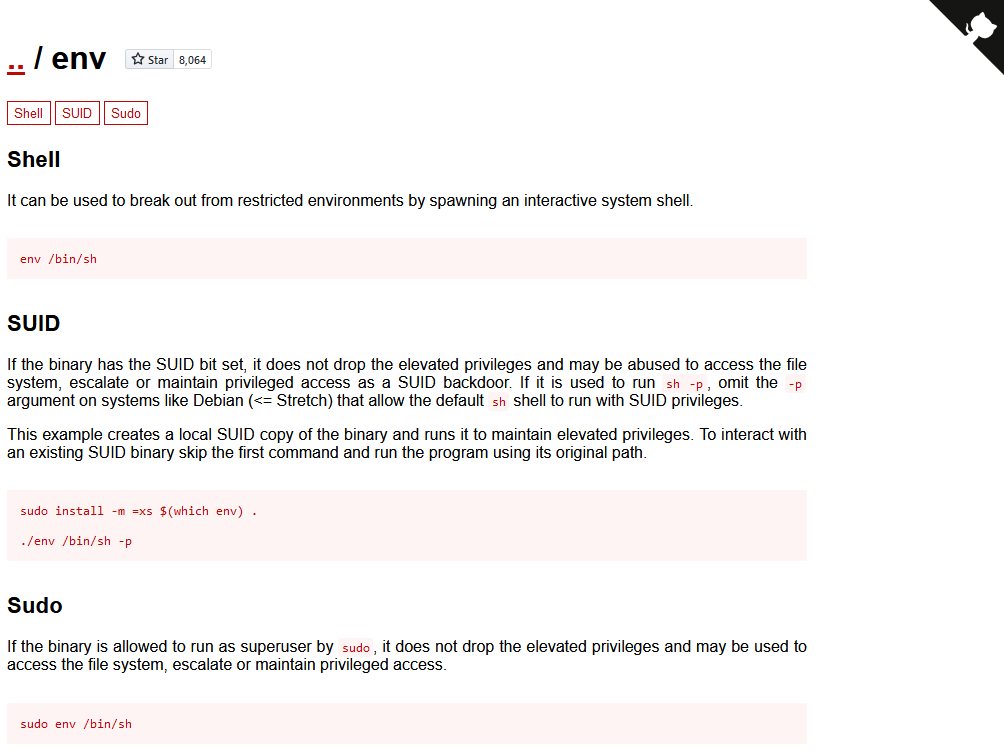 .. / env Star 8,064
Shell SUID Sudo
Shell
It can be used to break out from restricted environments by spawning an interactive system shell.
env /bin/sh
SUID
If the binary has the SUID bit set, it does not drop the elevated privileges and may be abused to access the file
system, escalate or maintain privileged access as a SUID backdoor. If it is used to run sh -p, omit the -p
argument on systems like Debian (<= Stretch) that allow the default sh shell to run with SUID privileges.
This example creates a local SUID copy of the binary and runs it to maintain elevated privileges. To interact with
an existing SUID binary skip the first command and run the program using its original path.
sudo install -m =xs $(which env) .
./env /bin/sh -p
Sudo
If the binary is allowed to run as superuser by sudo, it does not drop the elevated privileges and may be used to
access the file system, escalate or maintain privileged access.
sudo env /bin/sh